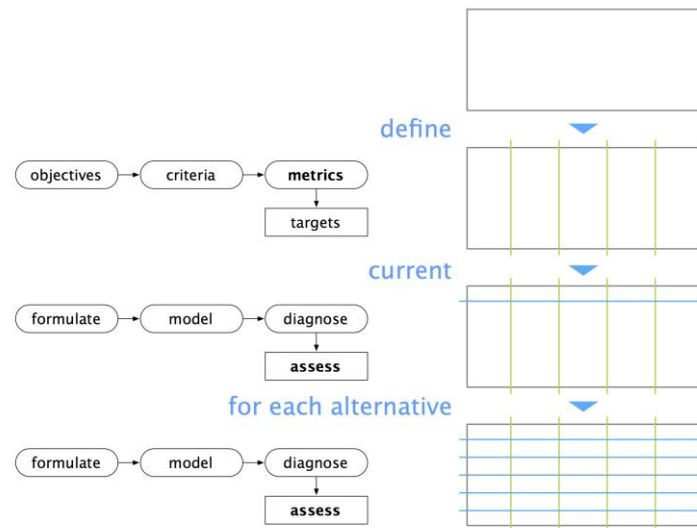 define
objectives
criteria
metrics
targets
current
formulate
model
diagnose
assess
for each alternative
formulate
model
diagnose
assess